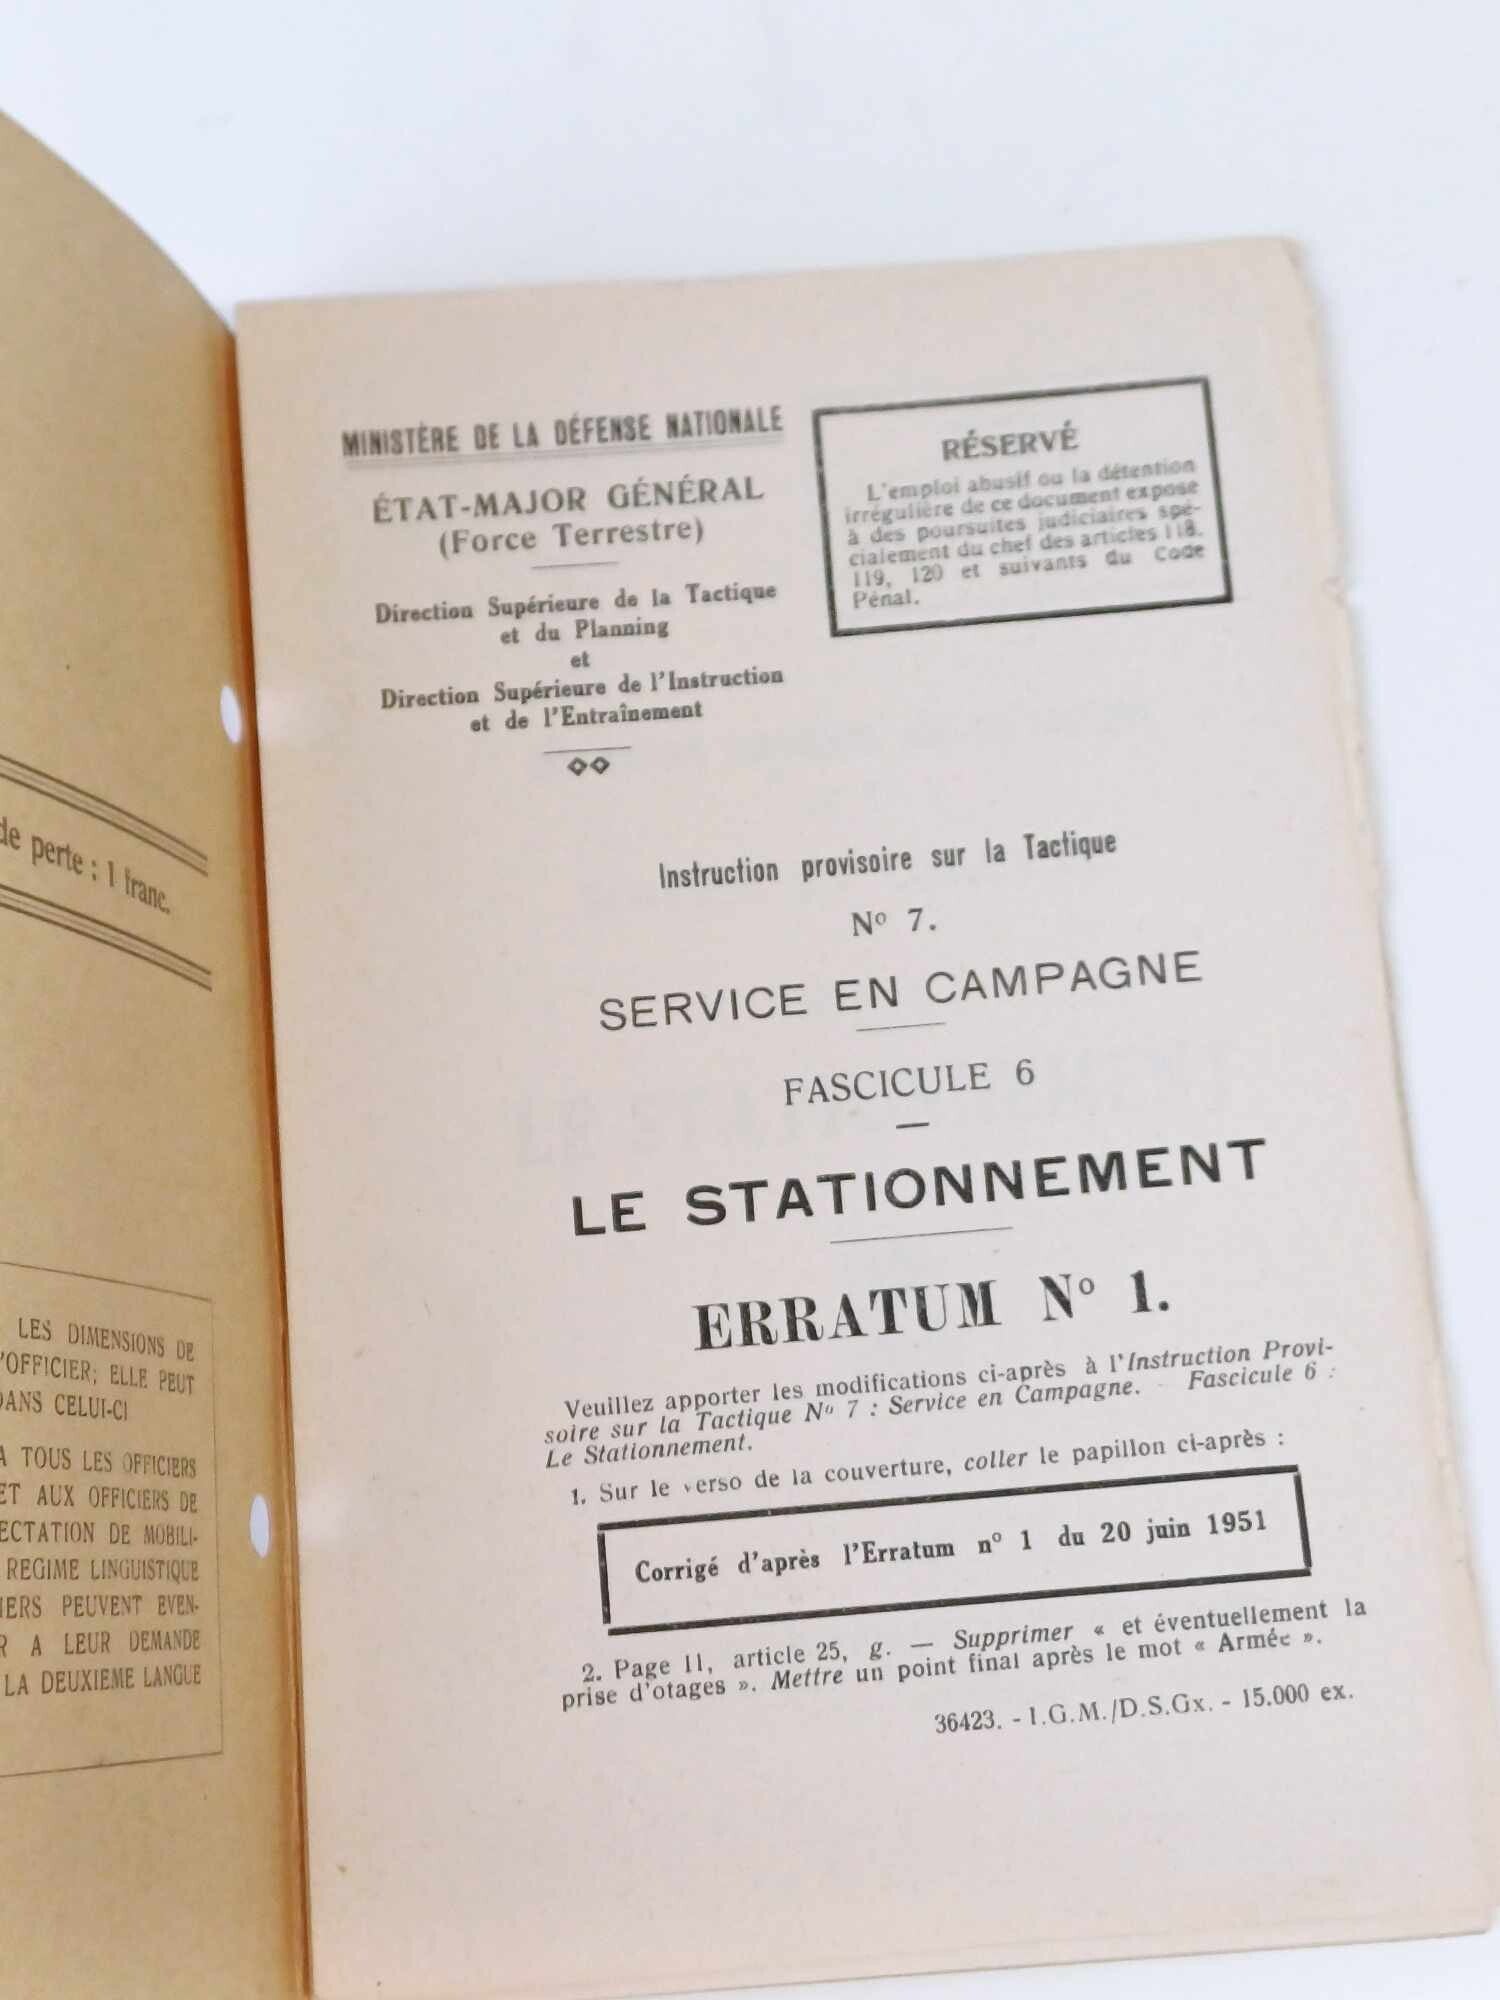 de perte : 1 franc.
LES DIMENSIONS DE
'OFFICIER; ELLE PEUT
DANS CELUI-CI
A TOUS LES OFFICIERS
ET AUX OFFICIERS DE
ECTATION DE MOBILI-
REGIME LINGUISTIQUE
IERS PEUVENT EVEN-
R A LEUR DEMANDE
LA DEUXIEME LANGUE
MINISTÈRE DE LA DÉFENSE NATIONALE
ÉTAT-MAJOR GÉNÉRAL
(Force Terrestre)
Direction Supérieure de la Tactique
et du Planning
et
Direction Supérieure de l'Instruction
et de l'Entraînement
RÉSERVÉ
L'emploi abusif ou la détention
irrégulière de ce document expose
à des poursuites judiciaires spé-
cialement du chef des articles 118.
119, 120 et suivants du Code
Pénal.
Instruction provisoire sur la Tactique
Nº 7.
SERVICE EN CAMPAGNE
FASCICULE 6
LE STATIONNEMENT
ERRATUM Nº 1.
Veuillez apporter les modifications ci-après à l'Instruction Provi-
soire sur la Tactique Nº 7 : Service en Campagne. - Fascicule 6 :
Le Stationnement.
1. Sur le verso de la couverture, coller le papillon ci-après :
Corrigé d'après l'Erratum nº 1 du 20 juin 1951
2. Page 11, article 25, g. — Supprimer « et éventuellement la
prise d'otages ». Mettre un point final après le mot « Armée ».
36423. - I.G.M./D.S.Gx. - 15.000 ex.